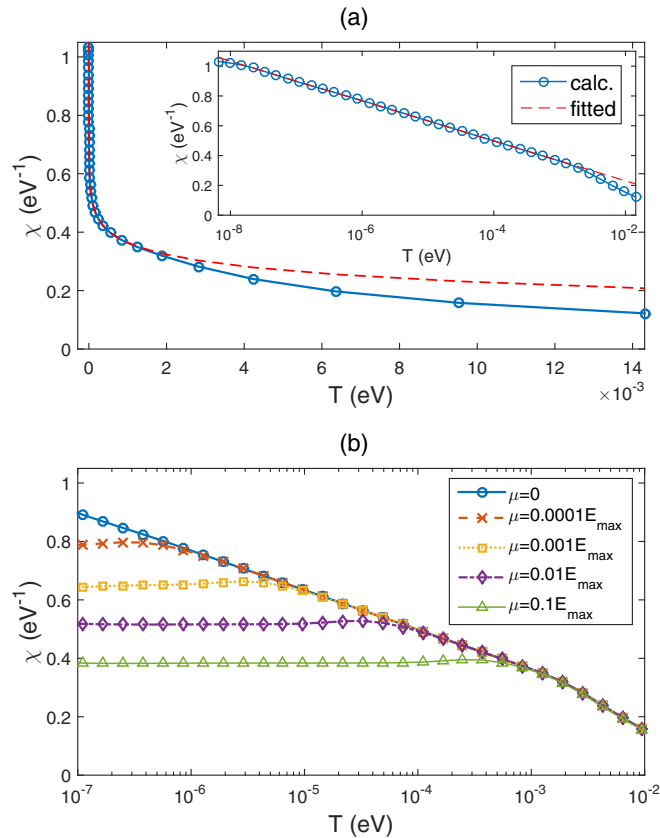 (a)
χ (eV⁻¹)
1
0.8
0.6
0.4
0.2
0
0 2 4 6 8 10 12 14
T (eV)
×10⁻³
χ (eV⁻¹)
1
0.8
0.6
0.4
0.2
0
10⁻⁸ 10⁻⁶ 10⁻⁴ 10⁻²
T (eV)
calc.
fitted
(b)
χ (eV⁻¹)
1
0.8
0.6
0.4
0.2
0
10⁻⁷ 10⁻⁶ 10⁻⁵ 10⁻⁴ 10⁻³ 10⁻²
T (eV)
μ=0
μ=0.0001E_max
μ=0.001E_max
μ=0.01E_max
μ=0.1E_max